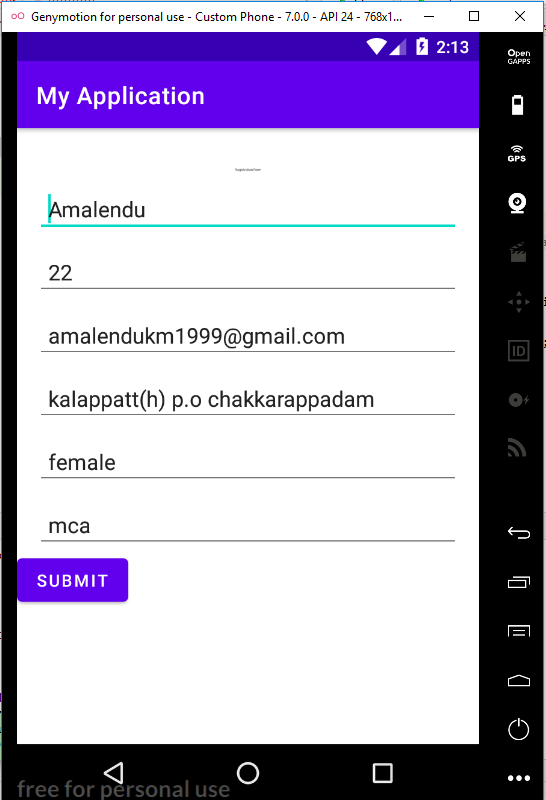 Genymotion for personal use - Custom Phone - 7.0.0 - API 24 - 768x1...
2:13
Open
GAPPS
My Application
GPS
Amalendu
22
amalendukm1999@gmail.com
ID
kalappatt(h) p.o chakkarappadam
female
mca
SUBMIT
free for personal use